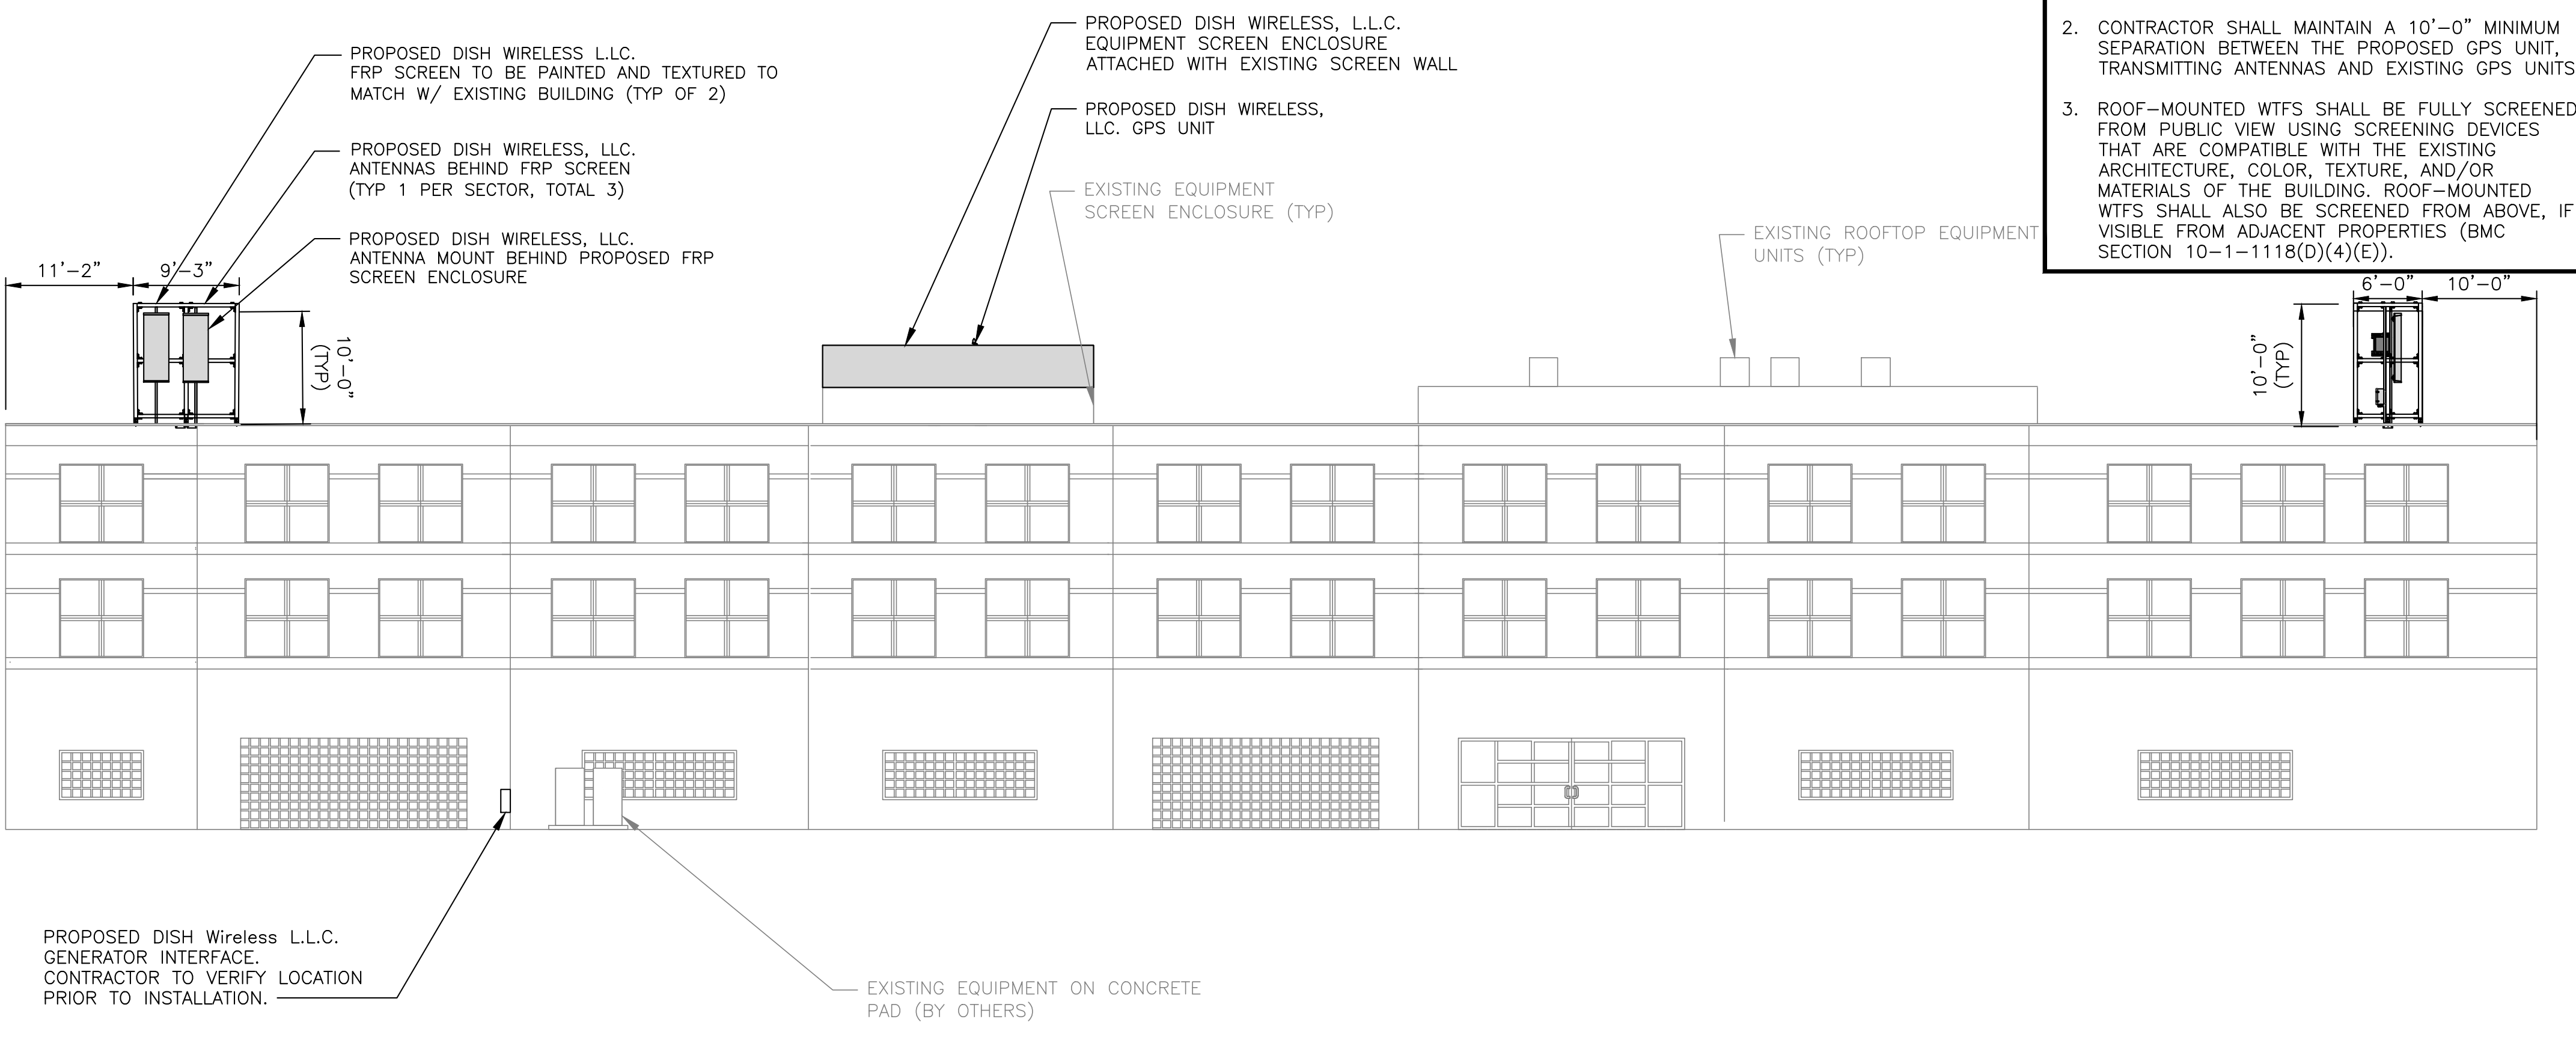 PROPOSED DISH WIRELESS L.LC.
FRP SCREEN TO BE PAINTED AND TEXTURED TO
MATCH W/ EXISTING BUILDING (TYP OF 2)
PROPOSED DISH WIRELESS, LLC.
ANTENNAS BEHIND FRP SCREEN
(TYP 1 PER SECTOR, TOTAL 3)
PROPOSED DISH WIRELESS, LLC.
ANTENNA MOUNT BEHIND PROPOSED FRP
SCREEN ENCLOSURE
11'-2"
9'-3"
10'-0"
(TYP)
PROPOSED DISH WIRELESS, L.L.C.
EQUIPMENT SCREEN ENCLOSURE
ATTACHED WITH EXISTING SCREEN WALL
PROPOSED DISH WIRELESS,
LLC. GPS UNIT
EXISTING EQUIPMENT
SCREEN ENCLOSURE (TYP)
EXISTING ROOFTOP EQUIPMENT
UNITS (TYP)
2. CONTRACTOR SHALL MAINTAIN A 10'-0" MINIMUM
SEPARATION BETWEEN THE PROPOSED GPS UNIT,
TRANSMITTING ANTENNAS AND EXISTING GPS UNITS
3. ROOF-MOUNTED WTFS SHALL BE FULLY SCREENED
FROM PUBLIC VIEW USING SCREENING DEVICES
THAT ARE COMPATIBLE WITH THE EXISTING
ARCHITECTURE, COLOR, TEXTURE, AND/OR
MATERIALS OF THE BUILDING. ROOF-MOUNTED
WTFS SHALL ALSO BE SCREENED FROM ABOVE, IF
VISIBLE FROM ADJACENT PROPERTIES (BMC
SECTION 10-1-1118(D)(4)(E)).
6'-0"
10'-0"
10'-0"
(TYP)
PROPOSED DISH Wireless L.L.C.
GENERATOR INTERFACE.
CONTRACTOR TO VERIFY LOCATION
PRIOR TO INSTALLATION.
EXISTING EQUIPMENT ON CONCRETE
PAD (BY OTHERS)